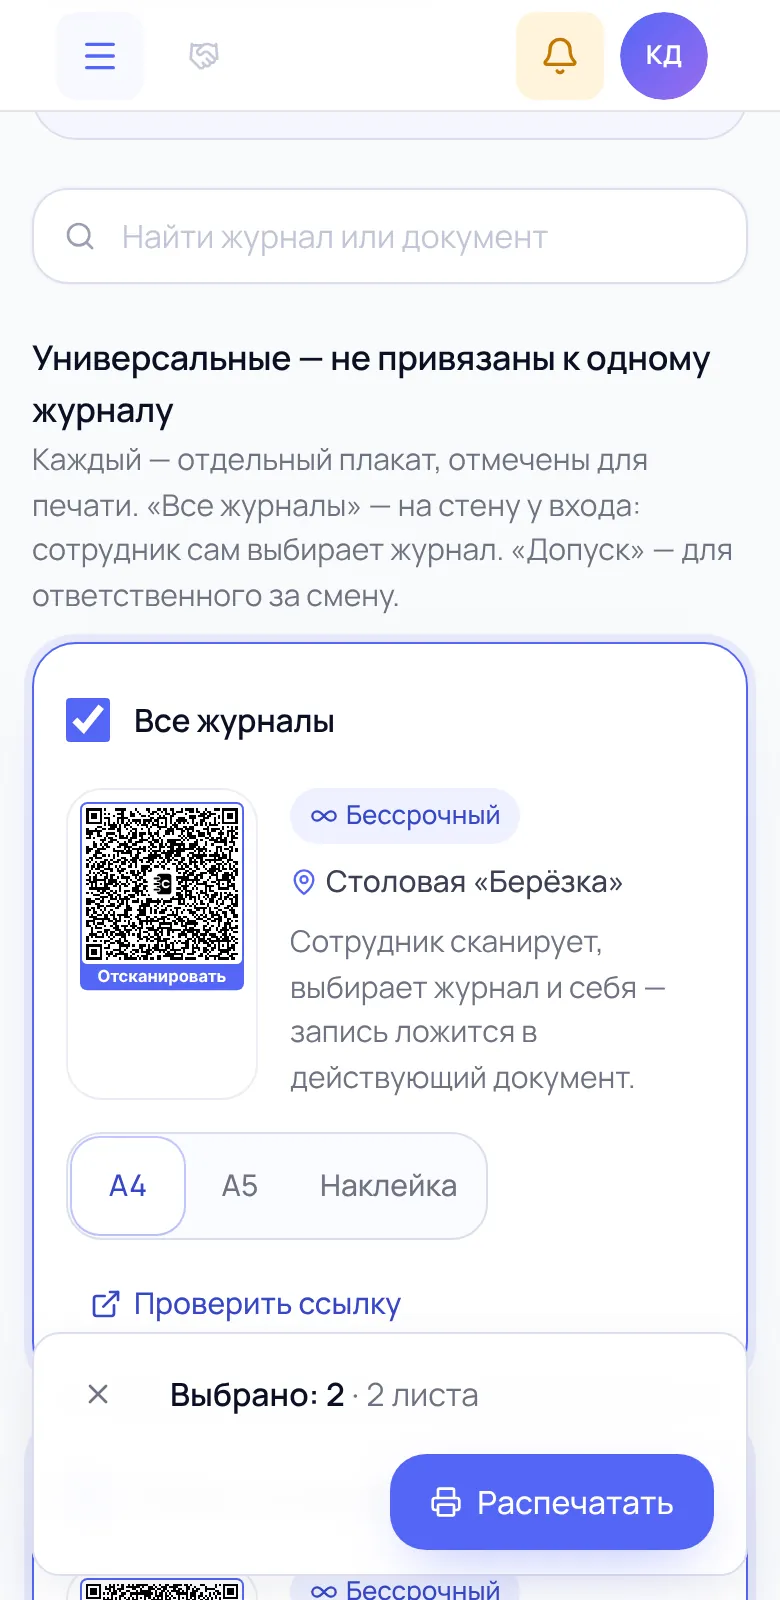 КД
Найти журнал или документ
Универсальные — не привязаны к одному
журналу
Каждый — отдельный плакат, отмечены для
печати. «Все журналы» — на стену у входа:
сотрудник сам выбирает журнал. «Допуск» — для
ответственного за смену.
Все журналы
Отсканировать
Бессрочный
Столовая «Берёзка»
Сотрудник сканирует,
выбирает журнал и себя —
запись ложится в
действующий документ.
А4
А5
Наклейка
Проверить ссылку
Выбрано: 2 · 2 листа
Распечатать
Бессрочный